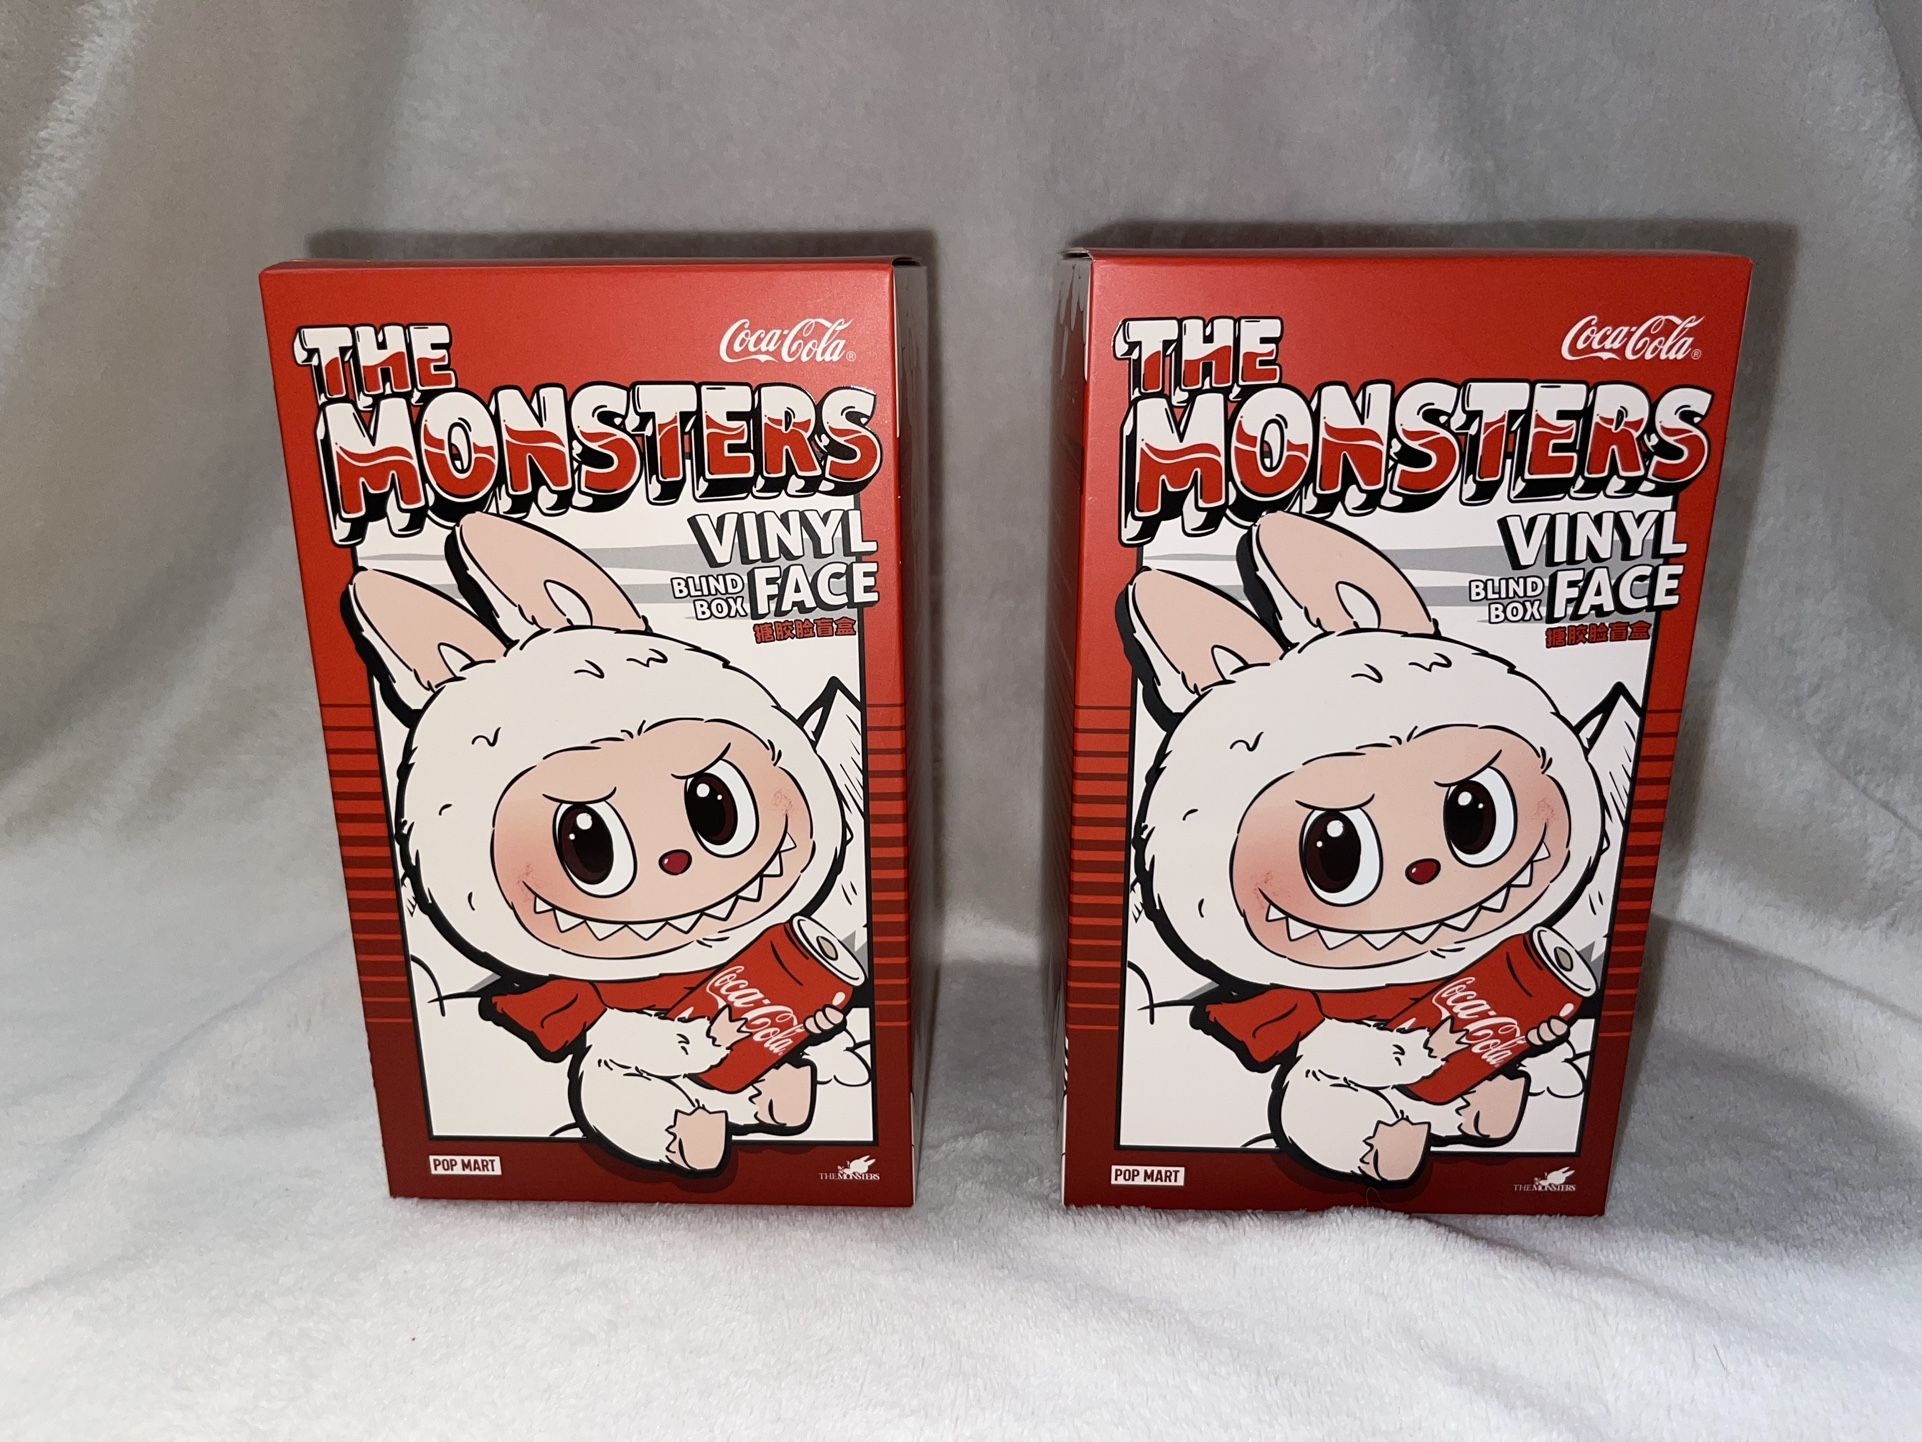 THE
Coca-Cola®
MONSTERS
VINYL
BLIND
BOX
FACE
搪胶脸盲盒
Coca-Cola
POP MART
THE MONSTERS
THE
Coca-Cola®
MONSTERS
VINYL
BLIND
BOX
FACE
搪胶脸盲盒
Coca-Cola
POP MART
THE MONSTERS